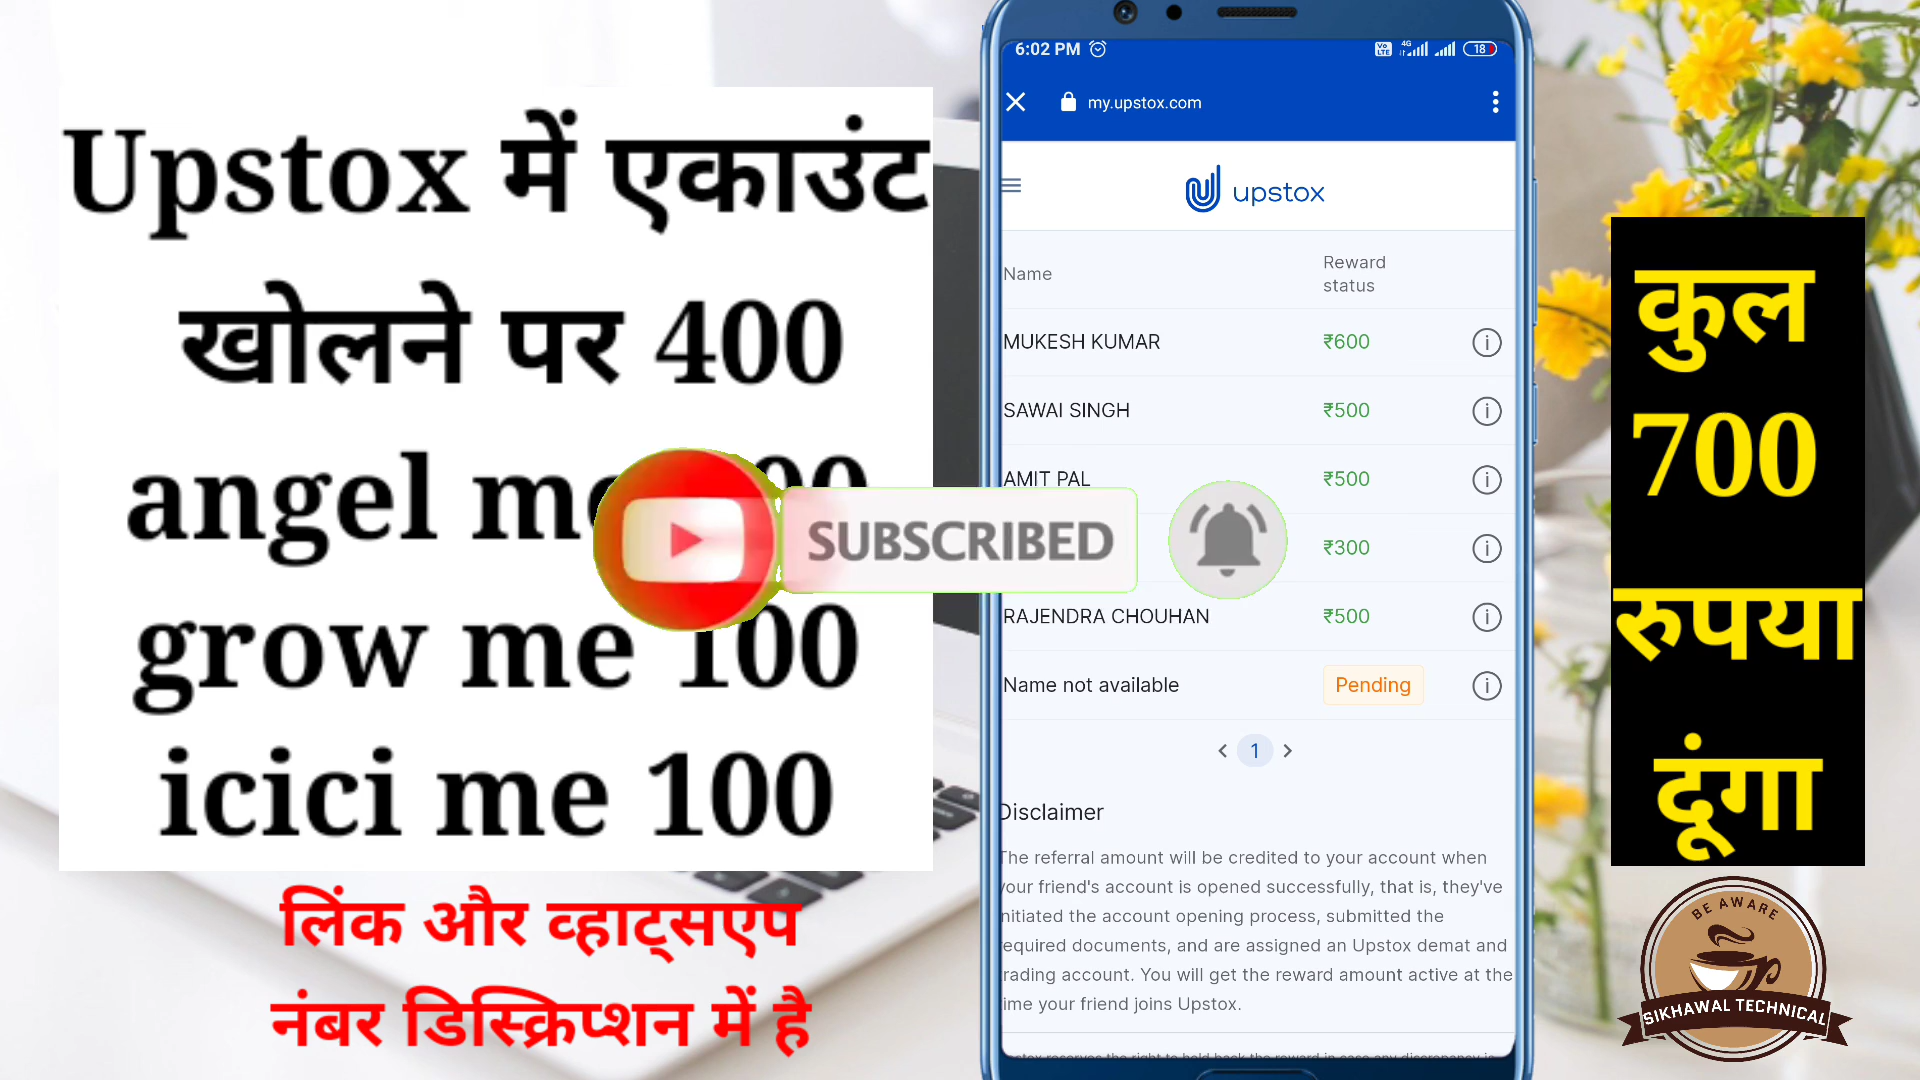 Upstox में एकाउंट
खोलने पर 400
angel me
grow me 100
icici me 100
लिंक और व्हाट्सएप
नंबर डिस्क्रिप्शन में है
SUBSCRIBED
6:02 PM
Vo LTE 4G 18
my.upstox.com
upstox
Name Reward status
MUKESH KUMAR ₹600
SAWAI SINGH ₹500
AMIT PAL ₹500
₹300
RAJENDRA CHOUHAN ₹500
Name not available Pending
1
Disclaimer
The referral amount will be credited to your account when
your friend's account is opened successfully, that is, they've
initiated the account opening process, submitted the
required documents, and are assigned an Upstox demat and
trading account. You will get the reward amount active at the
time your friend joins Upstox.
कुल
700
रुपया
दूंगा
BE AWARE
SIKHAWAL TECHNICAL